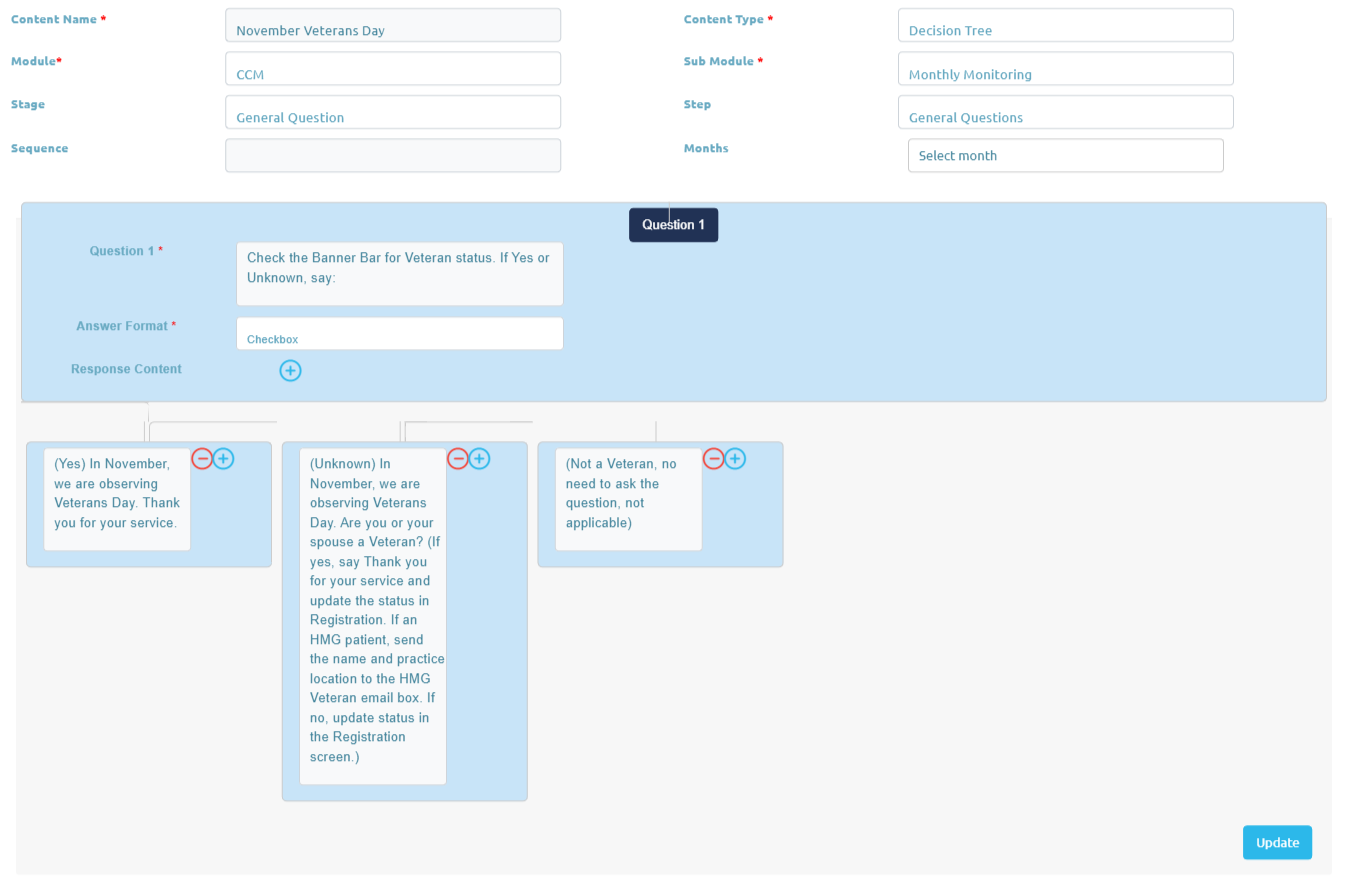 Content Name *
November Veterans Day
Content Type *
Decision Tree
Module*
CCM
Sub Module *
Monthly Monitoring
Stage
General Question
Step
General Questions
Sequence
Months
Select month
Question 1
Question 1 *
Check the Banner Bar for Veteran status. If Yes or
Unknown, say:
Answer Format *
Checkbox
Response Content
(Yes) In November,
we are observing
Veterans Day. Thank
you for your service.
(Unknown) In
November, we are
observing Veterans
Day. Are you or your
spouse a Veteran? (If
yes, say Thank you
for your service and
update the status in
Registration. If an
HMG patient, send
the name and practice
location to the HMG
Veteran email box. If
no, update status in
the Registration
screen.)
(Not a Veteran, no
need to ask the
question, not
applicable)
Update